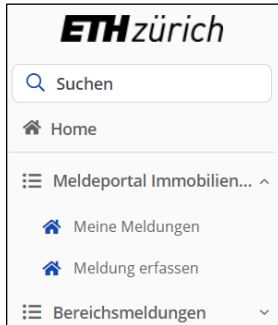 ETH zürich
Suchen
Home
Meldeportal Immobilien...
Meine Meldungen
Meldung erfassen
Bereichsmeldungen